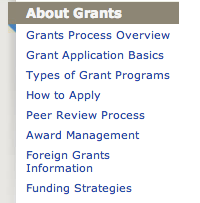 About Grants
Grants Process Overview
Grant Application Basics
Types of Grant Programs
How to Apply
Peer Review Process
Award Management
Foreign Grants
Information
Funding Strategies